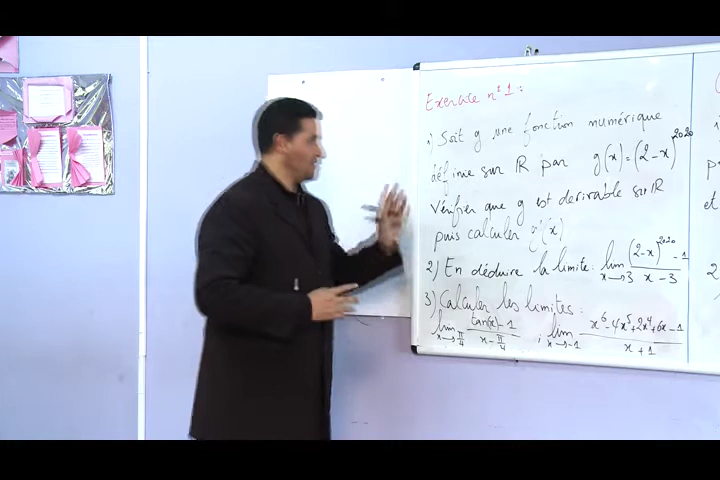 Exercice n°1:
1) Soit g une fonction numérique
définie sur ℝ par g(x)=(2-x)^2020
Vérifier que g est dérivable sur ℝ
puis calculer g'(x)
2) En déduire la limite: lim x→3 ((2-x)^2020 - 1)/(x-3)
3) Calculer les limites:
lim x→π/4 (tan(x)-1)/(x-π/4) ; lim x→-1 (x^6-4x^5+2x^4+6x-1)/(x+1)
et
2)